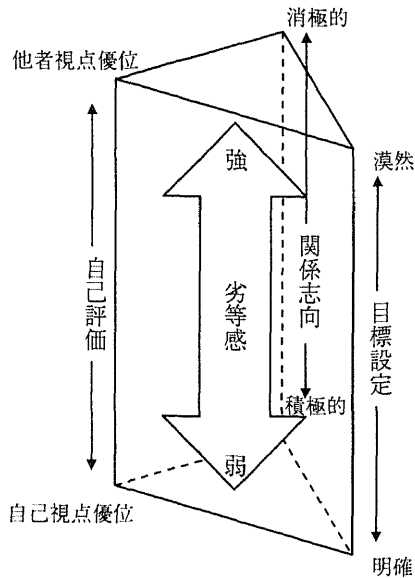 消極的
他者視点優位
漠然
強
関係志向
自己評価
劣等感
目標設定
積極的
弱
自己視点優位
明確